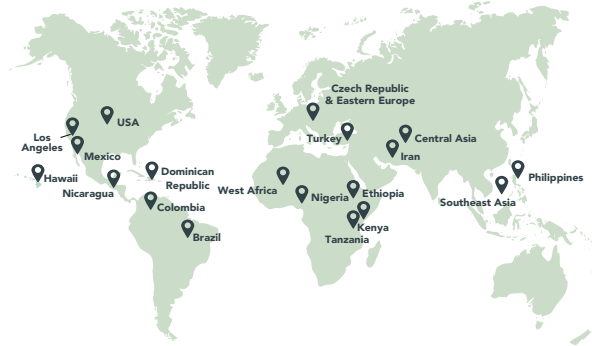 Czech Republic
& Eastern Europe
USA
Los
Angeles
Turkey
Central Asia
Mexico
Iran
Hawaii
Dominican
Republic
Philippines
Nicaragua
West Africa
Nigeria
Ethiopia
Southeast Asia
Colombia
Kenya
Brazil
Tanzania